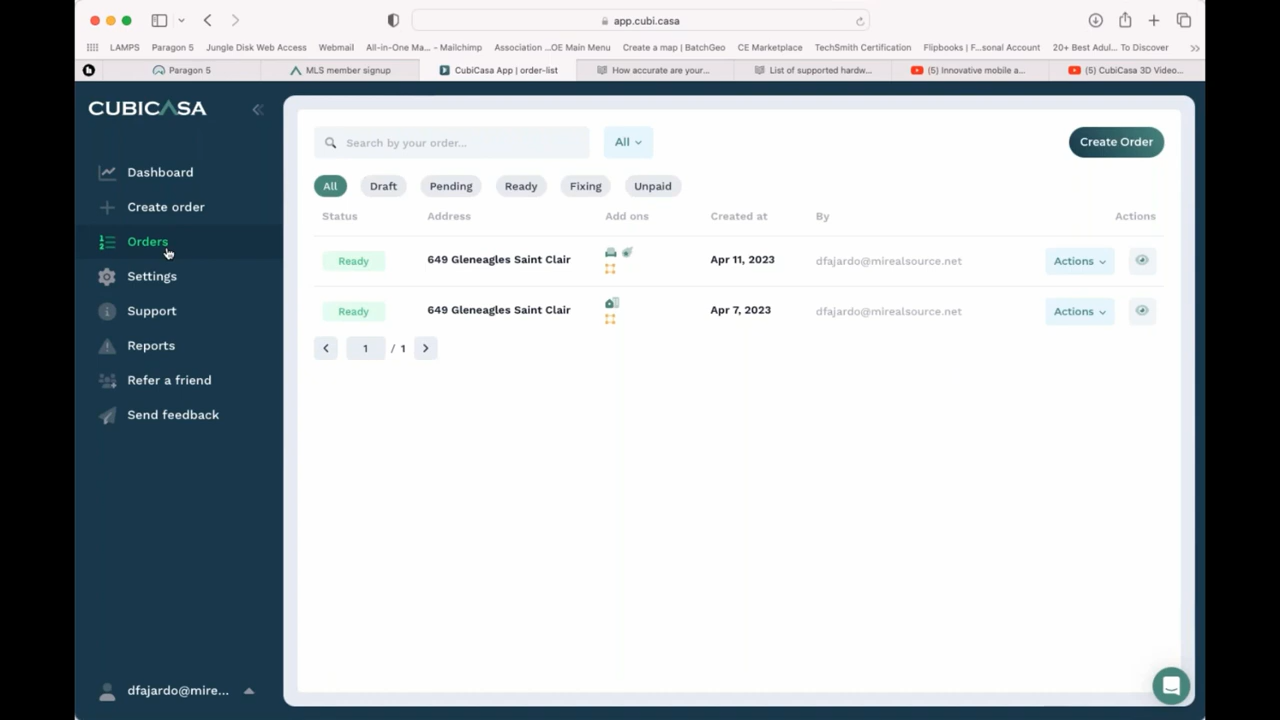 app.cubi.casa
LAMPS Paragon 5 Jungle Disk Web Access Webmail All-in-One Ma... – Mailchimp Association ...OE Main Menu Create a map | BatchGeo CE Marketplace TechSmith Certification Flipbooks | F...sonal Account 20+ Best Adul... To Discover
Paragon 5 MLS member signup CubiCasa App | order-list How accurate are your... List of supported hardw... (5) Innovative mobile a... (5) CubiCasa 3D Video...
CUBICASA
Dashboard
Create order
Orders
Settings
Support
Reports
Refer a friend
Send feedback
dfajardo@mire...
Search by your order... All Create Order
All Draft Pending Ready Fixing Unpaid
Status Address Add ons Created at By Actions
Ready 649 Gleneagles Saint Clair Apr 11, 2023 dfajardo@mirealsource.net Actions
Ready 649 Gleneagles Saint Clair Apr 7, 2023 dfajardo@mirealsource.net Actions
1 / 1